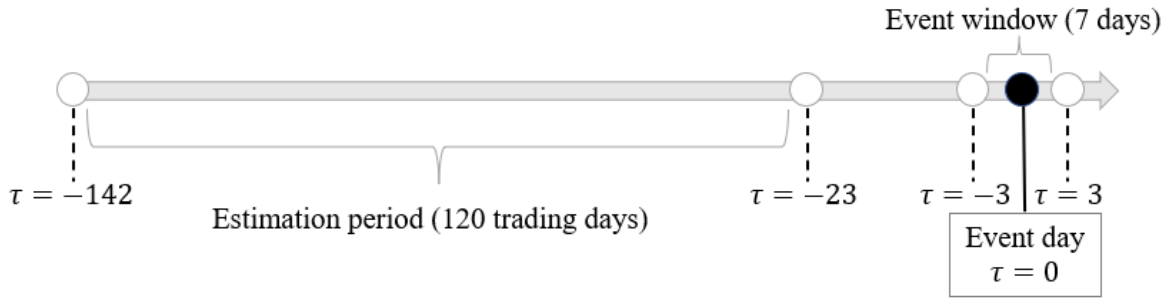 Event window (7 days)
τ = −142
τ = −23
τ = −3
τ = 3
Estimation period (120 trading days)
Event day
τ = 0